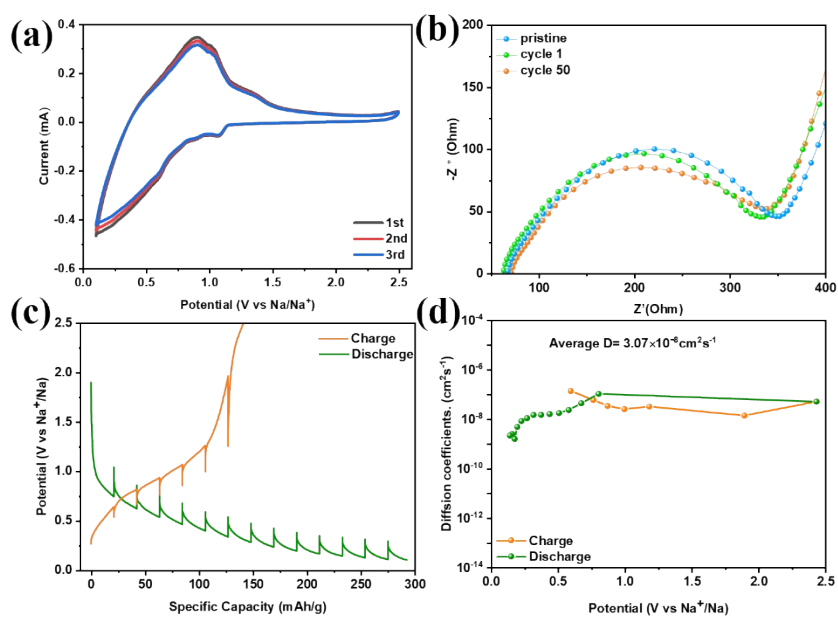 (a)
0.4
0.2
0.0
-0.2
-0.4
-0.6
Current (mA)
1st
2nd
3rd
0.0 0.5 1.0 1.5 2.0 2.5
Potential (V vs Na/Na⁺)
(b)
200
150
100
50
0
-Z '' (Ohm)
pristine
cycle 1
cycle 50
100 200 300 400
Z'(Ohm)
(c)
2.5
2.0
1.5
1.0
0.5
0.0
Potential (V vs Na⁺/Na)
Charge
Discharge
0 50 100 150 200 250 300
Specific Capacity (mAh/g)
(d)
10⁻⁴
10⁻⁶
10⁻⁸
10⁻¹⁰
10⁻¹²
10⁻¹⁴
Diffsion coefficients. (cm²s⁻¹)
Average D= 3.07×10⁻⁸cm²s⁻¹
Charge
Discharge
0.0 0.5 1.0 1.5 2.0 2.5
Potential (V vs Na⁺/Na)